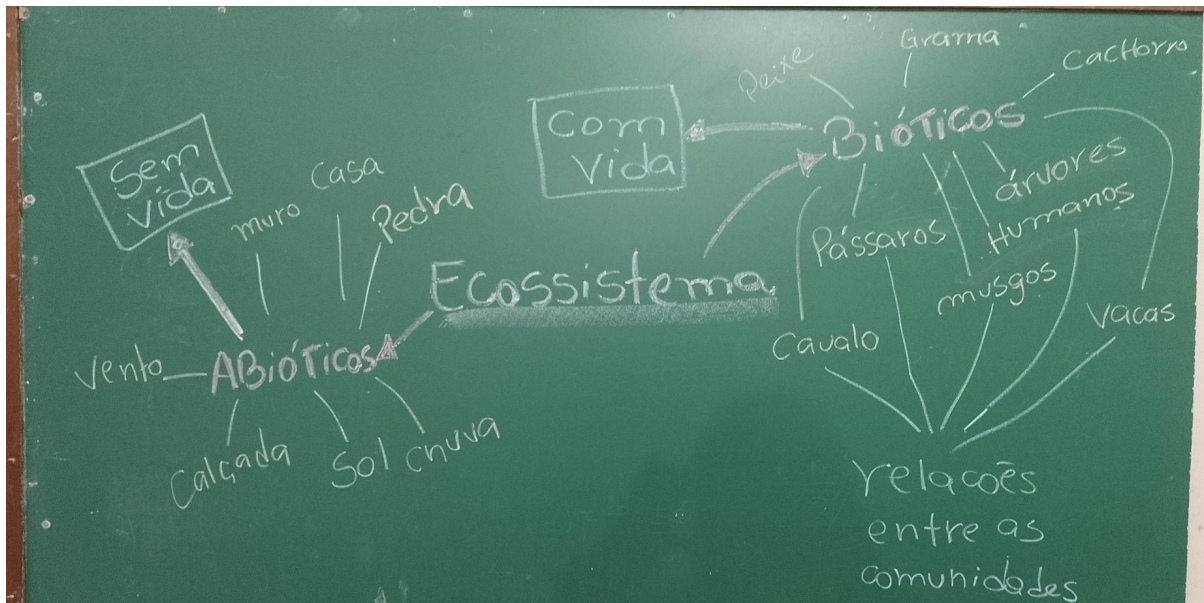 Sem
vida
muro
casa
Pedra
Vento
ABióTicos
Calçada
Sol
chuva
Ecossistema
Com
Vida
Peixe
Grama
CacHorro
BióTicos
árvores
Humanos
Pássaros
musgos
Cavalo
Vacas
relacões
entre as
comunidades